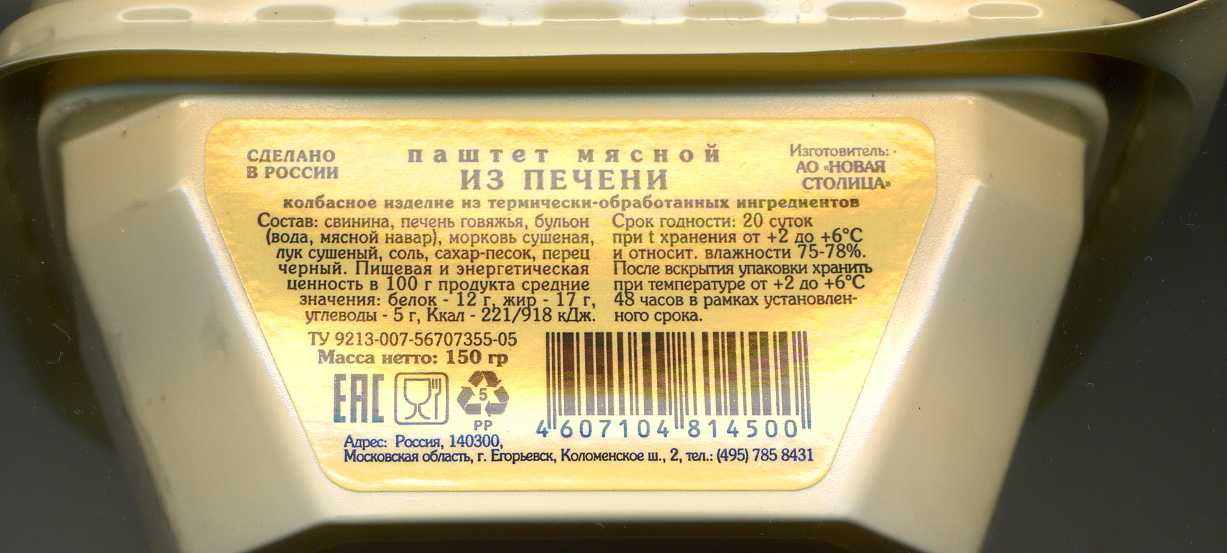 СДЕЛАНО
В РОССИИ
ПАШТЕТ МЯСНОЙ
ИЗ ПЕЧЕНИ
Изготовитель:
АО «НОВАЯ
СТОЛИЦА»
колбасное изделие из термически-обработанных ингредиентов
Состав: свинина, печень говяжья, бульон
(вода, мясной навар), морковь сушеная,
лук сушеный, соль, сахар-песок, перец
черный. Пищевая и энергетическая
ценность в 100 г продукта средние
значения: белок - 12 г, жир - 17 г,
углеводы - 5 г, Ккал - 221/918 кДж.
Срок годности: 20 суток
при t хранения от +2 до +6°С
и относит. влажности 75-78%.
После вскрытия упаковки хранить
при температуре от +2 до +6°С
48 часов в рамках установлен-
ного срока.
ТУ 9213-007-56707355-05
Масса нетто: 150 гр
ЕАС
5
PP
4 607104 814500
Адрес: Россия, 140300,
Московская область, г. Егорьевск, Коломенское ш., 2, тел.: (495) 785 8431